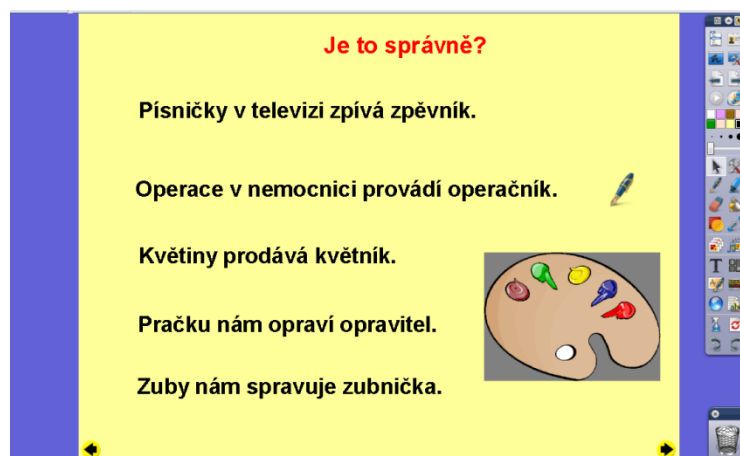 Je to správně?
Písničky v televizi zpívá zpěvník.
Operace v nemocnici provádí operačník.
Květiny prodává květník.
Pračku nám opraví opravitel.
Zuby nám spravuje zubnička.